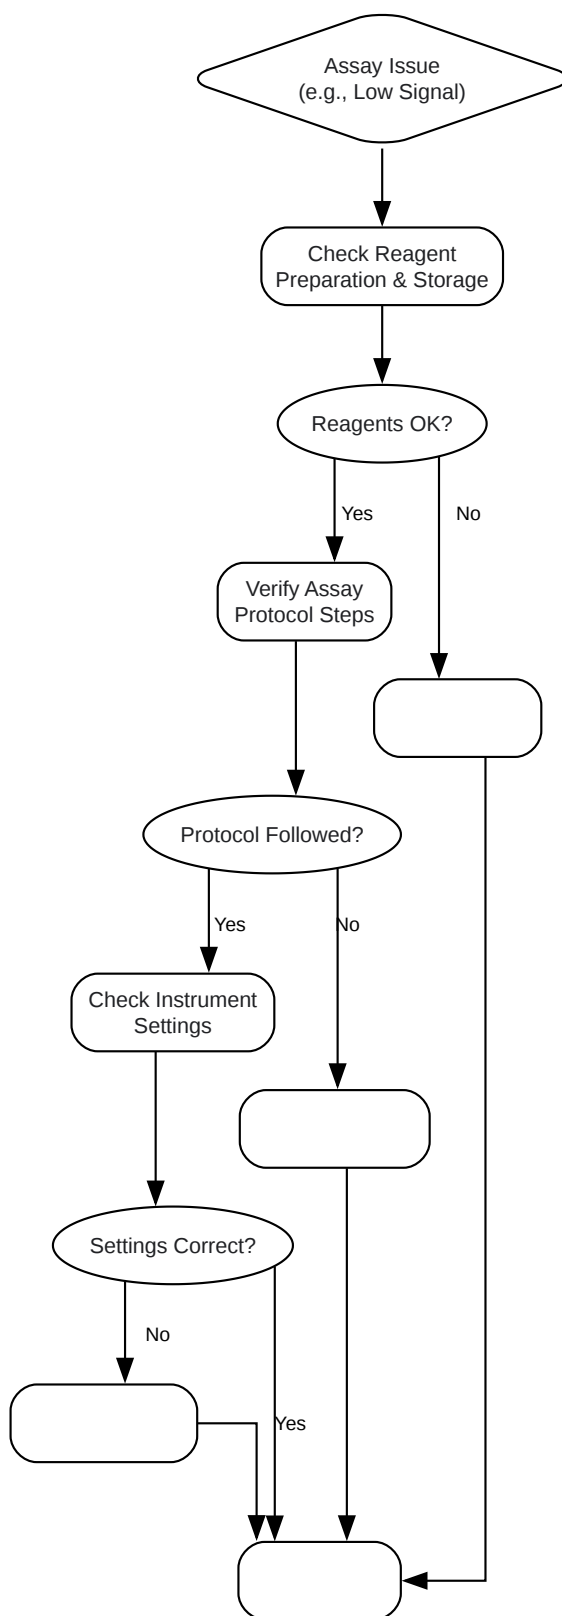 Assay Issue
(e.g., Low Signal)
Check Reagent
Preparation & Storage
Reagents OK?
Yes
No
Verify Assay
Protocol Steps
Protocol Followed?
Yes
No
Check Instrument
Settings
Settings Correct?
No
Yes